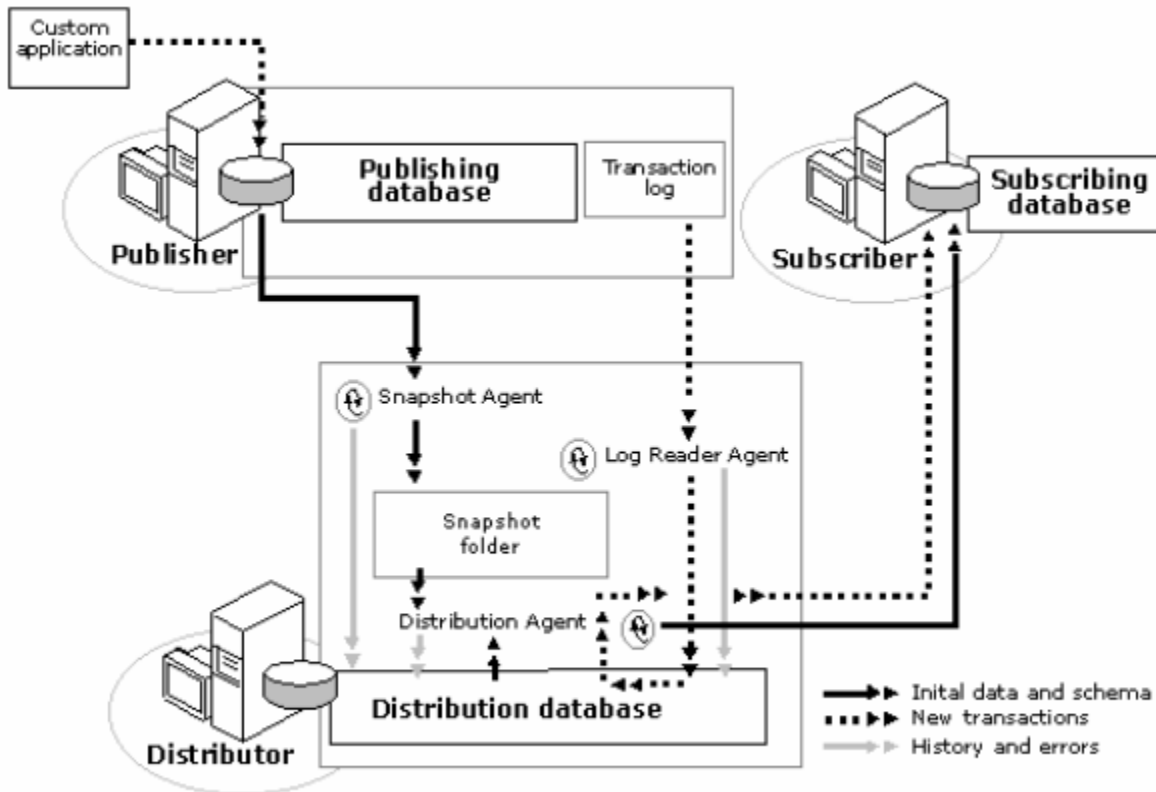 Custom
application
Publishing
database
Transaction
log
Subscribing
database
Publisher
Subscriber
Snapshot Agent
Log Reader Agent
Snapshot
folder
Distribution Agent
Distribution database
Distributor
Inital data and schema
New transactions
History and errors